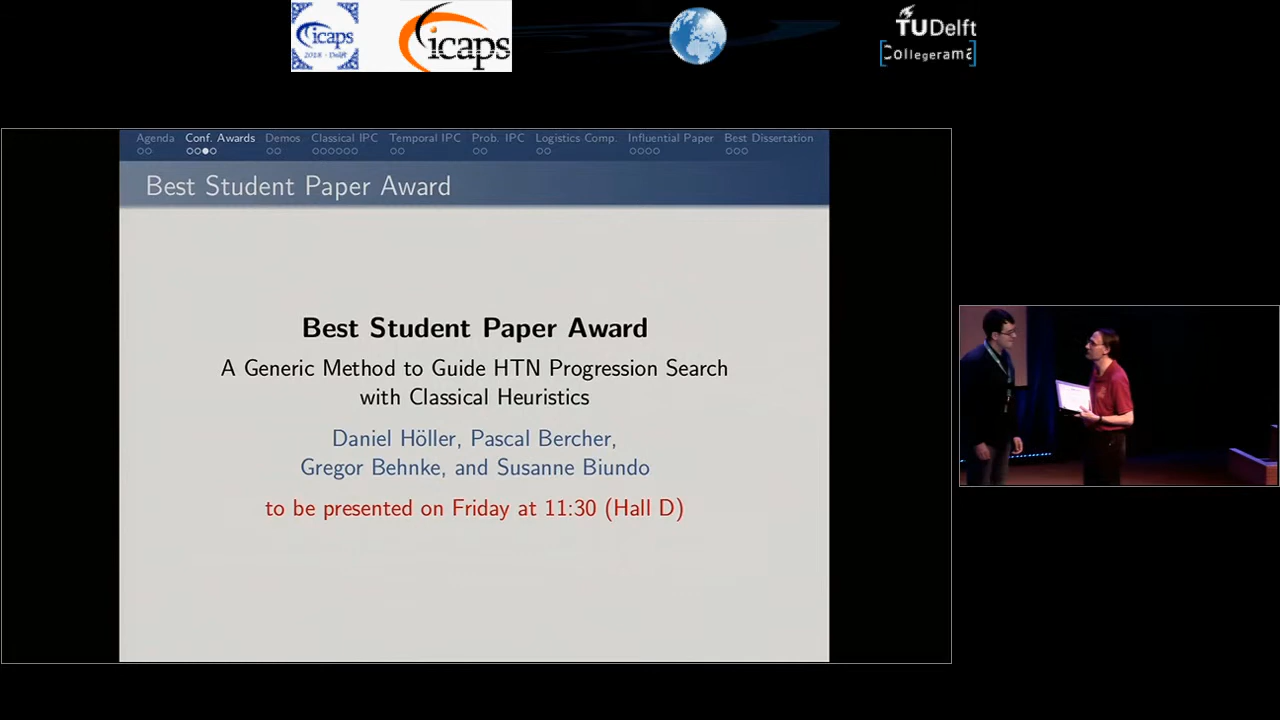 icaps
2018 - Delft
icaps
TUDelft
Collegerama
Agenda Conf. Awards Demos Classical IPC Temporal IPC Prob. IPC Logistics Comp. Influential Paper Best Dissertation
Best Student Paper Award
Best Student Paper Award
A Generic Method to Guide HTN Progression Search
with Classical Heuristics
Daniel Höller, Pascal Bercher,
Gregor Behnke, and Susanne Biundo
to be presented on Friday at 11:30 (Hall D)